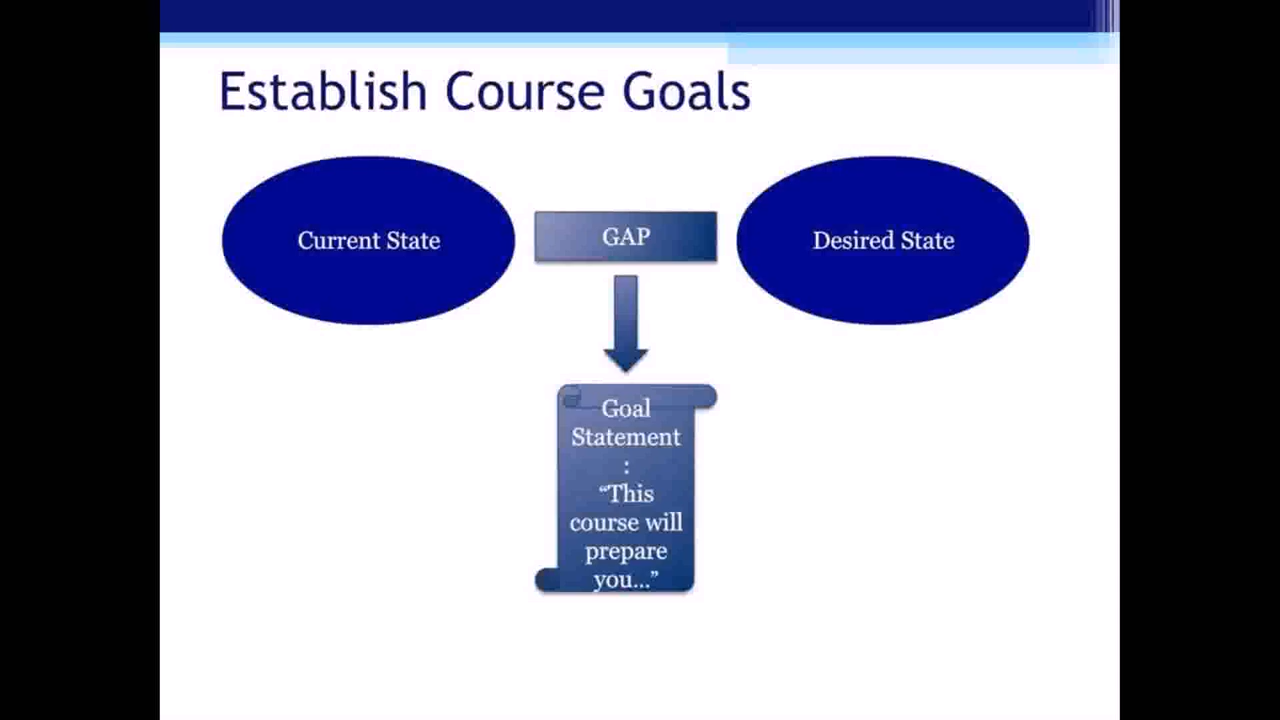 Establish Course Goals
Current State
GAP
Desired State
Goal
Statement
:
“This
course will
prepare
you...”